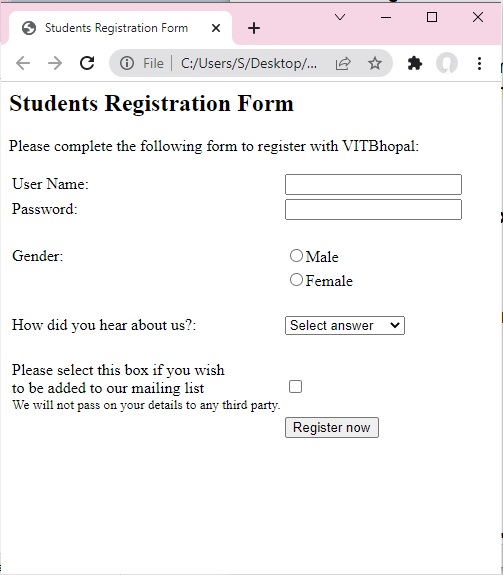 Students Registration Form
File C:/Users/S/Desktop/...
Students Registration Form
Please complete the following form to register with VITBhopal:
User Name:
Password:
Gender: Male
Female
How did you hear about us?: Select answer
Please select this box if you wish
to be added to our mailing list
We will not pass on your details to any third party.
Register now